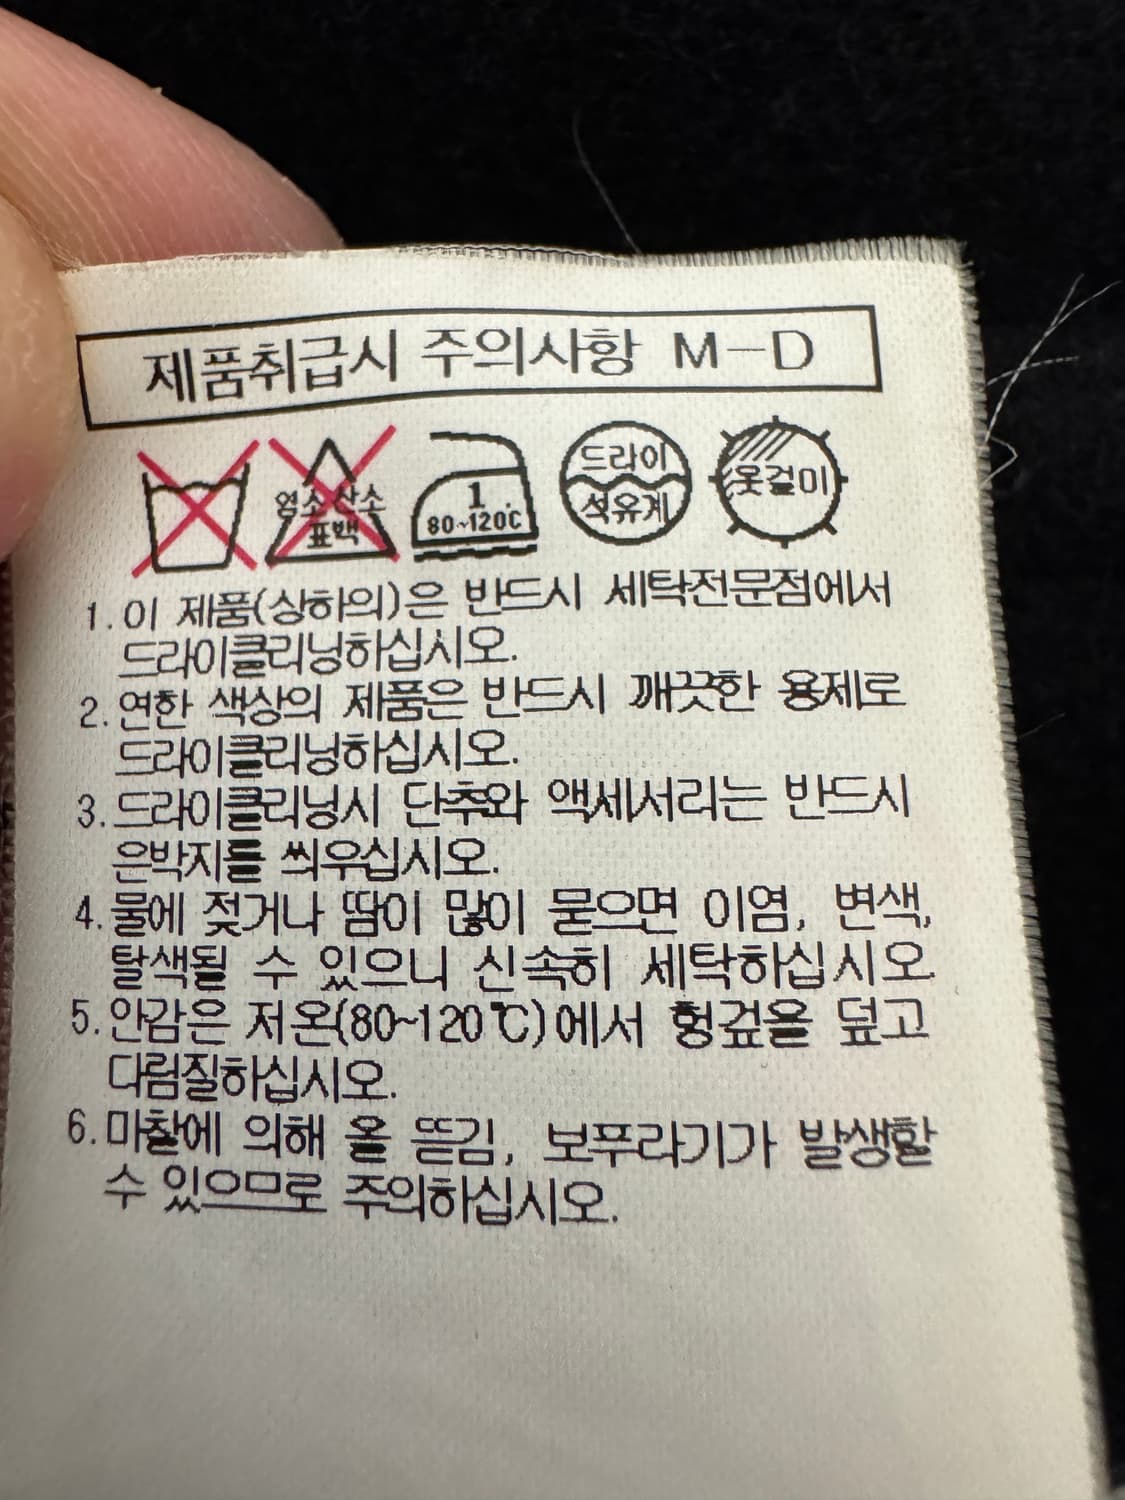 제품취급시 주의사항 M-D
염소산소
표백
1.
80~120℃
드라이
석유계
옷걸이
1. 이 제품(상하의)은 반드시 세탁전문점에서
드라이클리닝하십시오.
2. 연한 색상의 제품은 반드시 깨끗한 용제로
드라이클리닝하십시오.
3. 드라이클리닝시 단추와 액세서리는 반드시
은박지를 씌우십시오.
4. 물에 젖거나 땀이 많이 묻으면 이염, 변색,
탈색될 수 있으니 신속히 세탁하십시오
5. 안감은 저온(80~120℃)에서 헝겊을 덮고
다림질하십시오.
6. 마찰에 의해 올 뜯김, 보푸라기가 발생할
수 있으므로 주의하십시오.